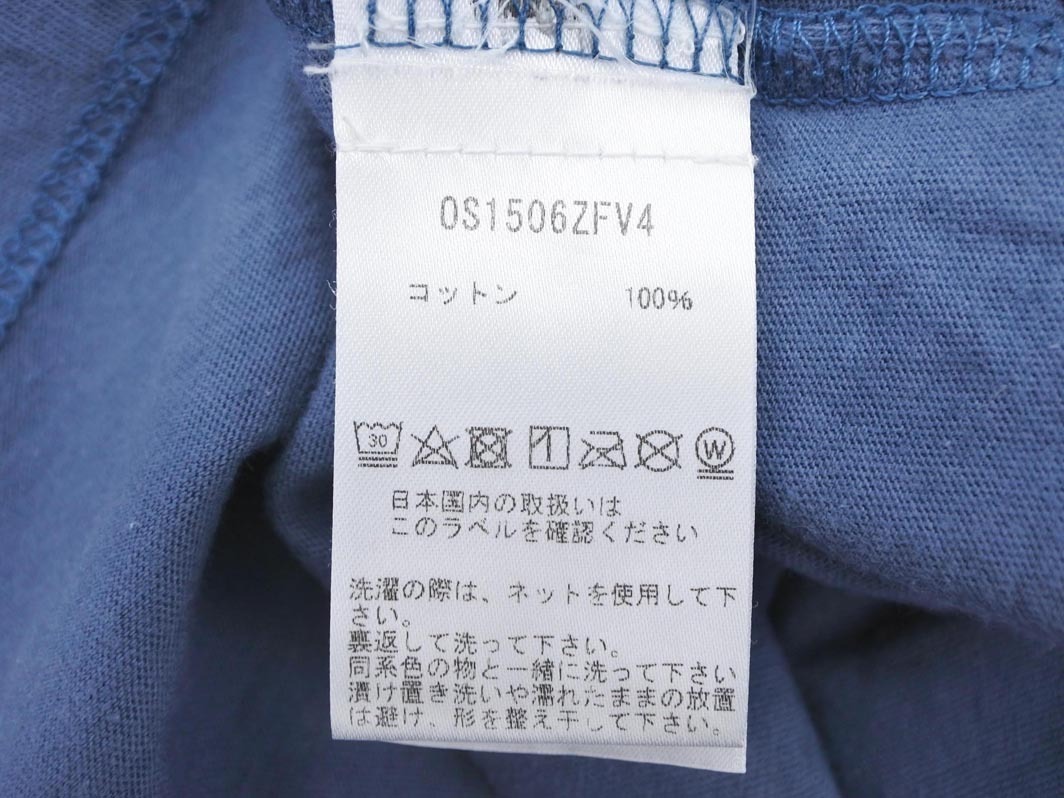 OS1506ZFV4
コットン 100%
30 W
日本国内の取扱いは
このラベルを確認ください
洗濯の際は、ネットを使用して下
さい。
裏返して洗って下さい。
同系色の物と一緒に洗って下さい
漬け置き洗いや濡れたままの放置
は避け、形を整え干して下さい。